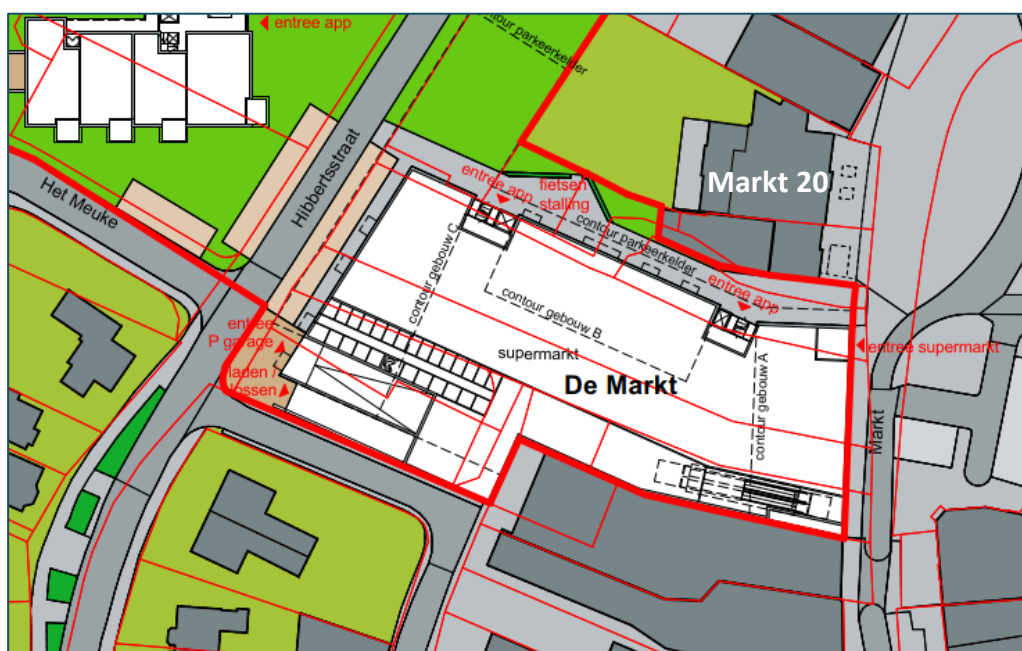 entree app
contour parkeerkelder
Het Meuke
Hibbertsstraat
entree app
fietsen
stalling
Markt 20
contour parkeerkelder
contour gebouw C
contour gebouw B
entree app
entree
P garage
laden /
lossen
supermarkt
De Markt
contour gebouw A
entree supermarkt
Markt